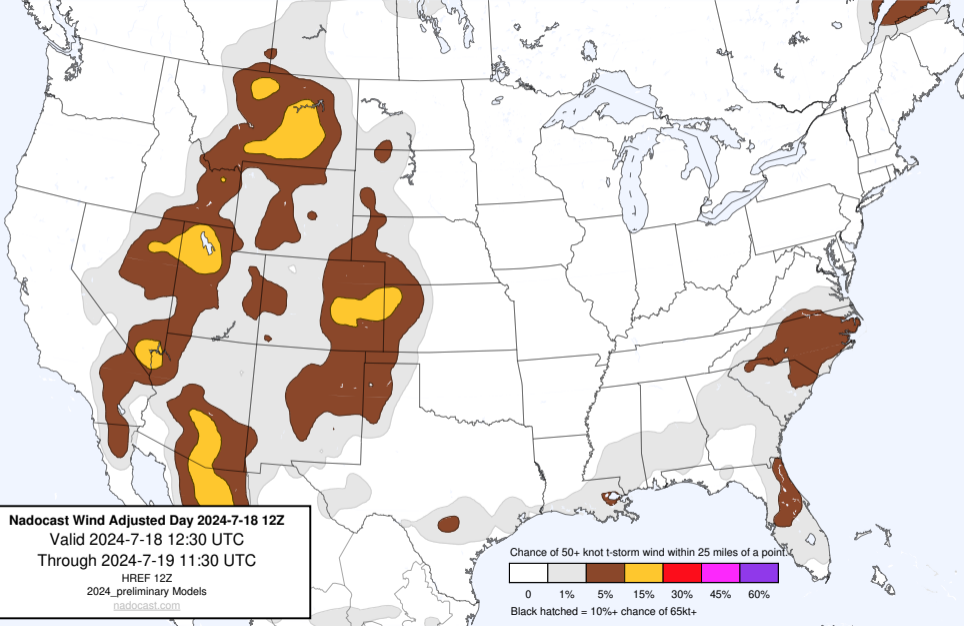 Nadocast Wind Adjusted Day 2024-7-18 12Z
Valid 2024-7-18 12:30 UTC
Through 2024-7-19 11:30 UTC
HREF 12Z
2024_preliminary Models
nadocast.com
Chance of 50+ knot t-storm wind within 25 miles of a point.
0 1% 5% 15% 30% 45% 60%
Black hatched = 10%+ chance of 65kt+